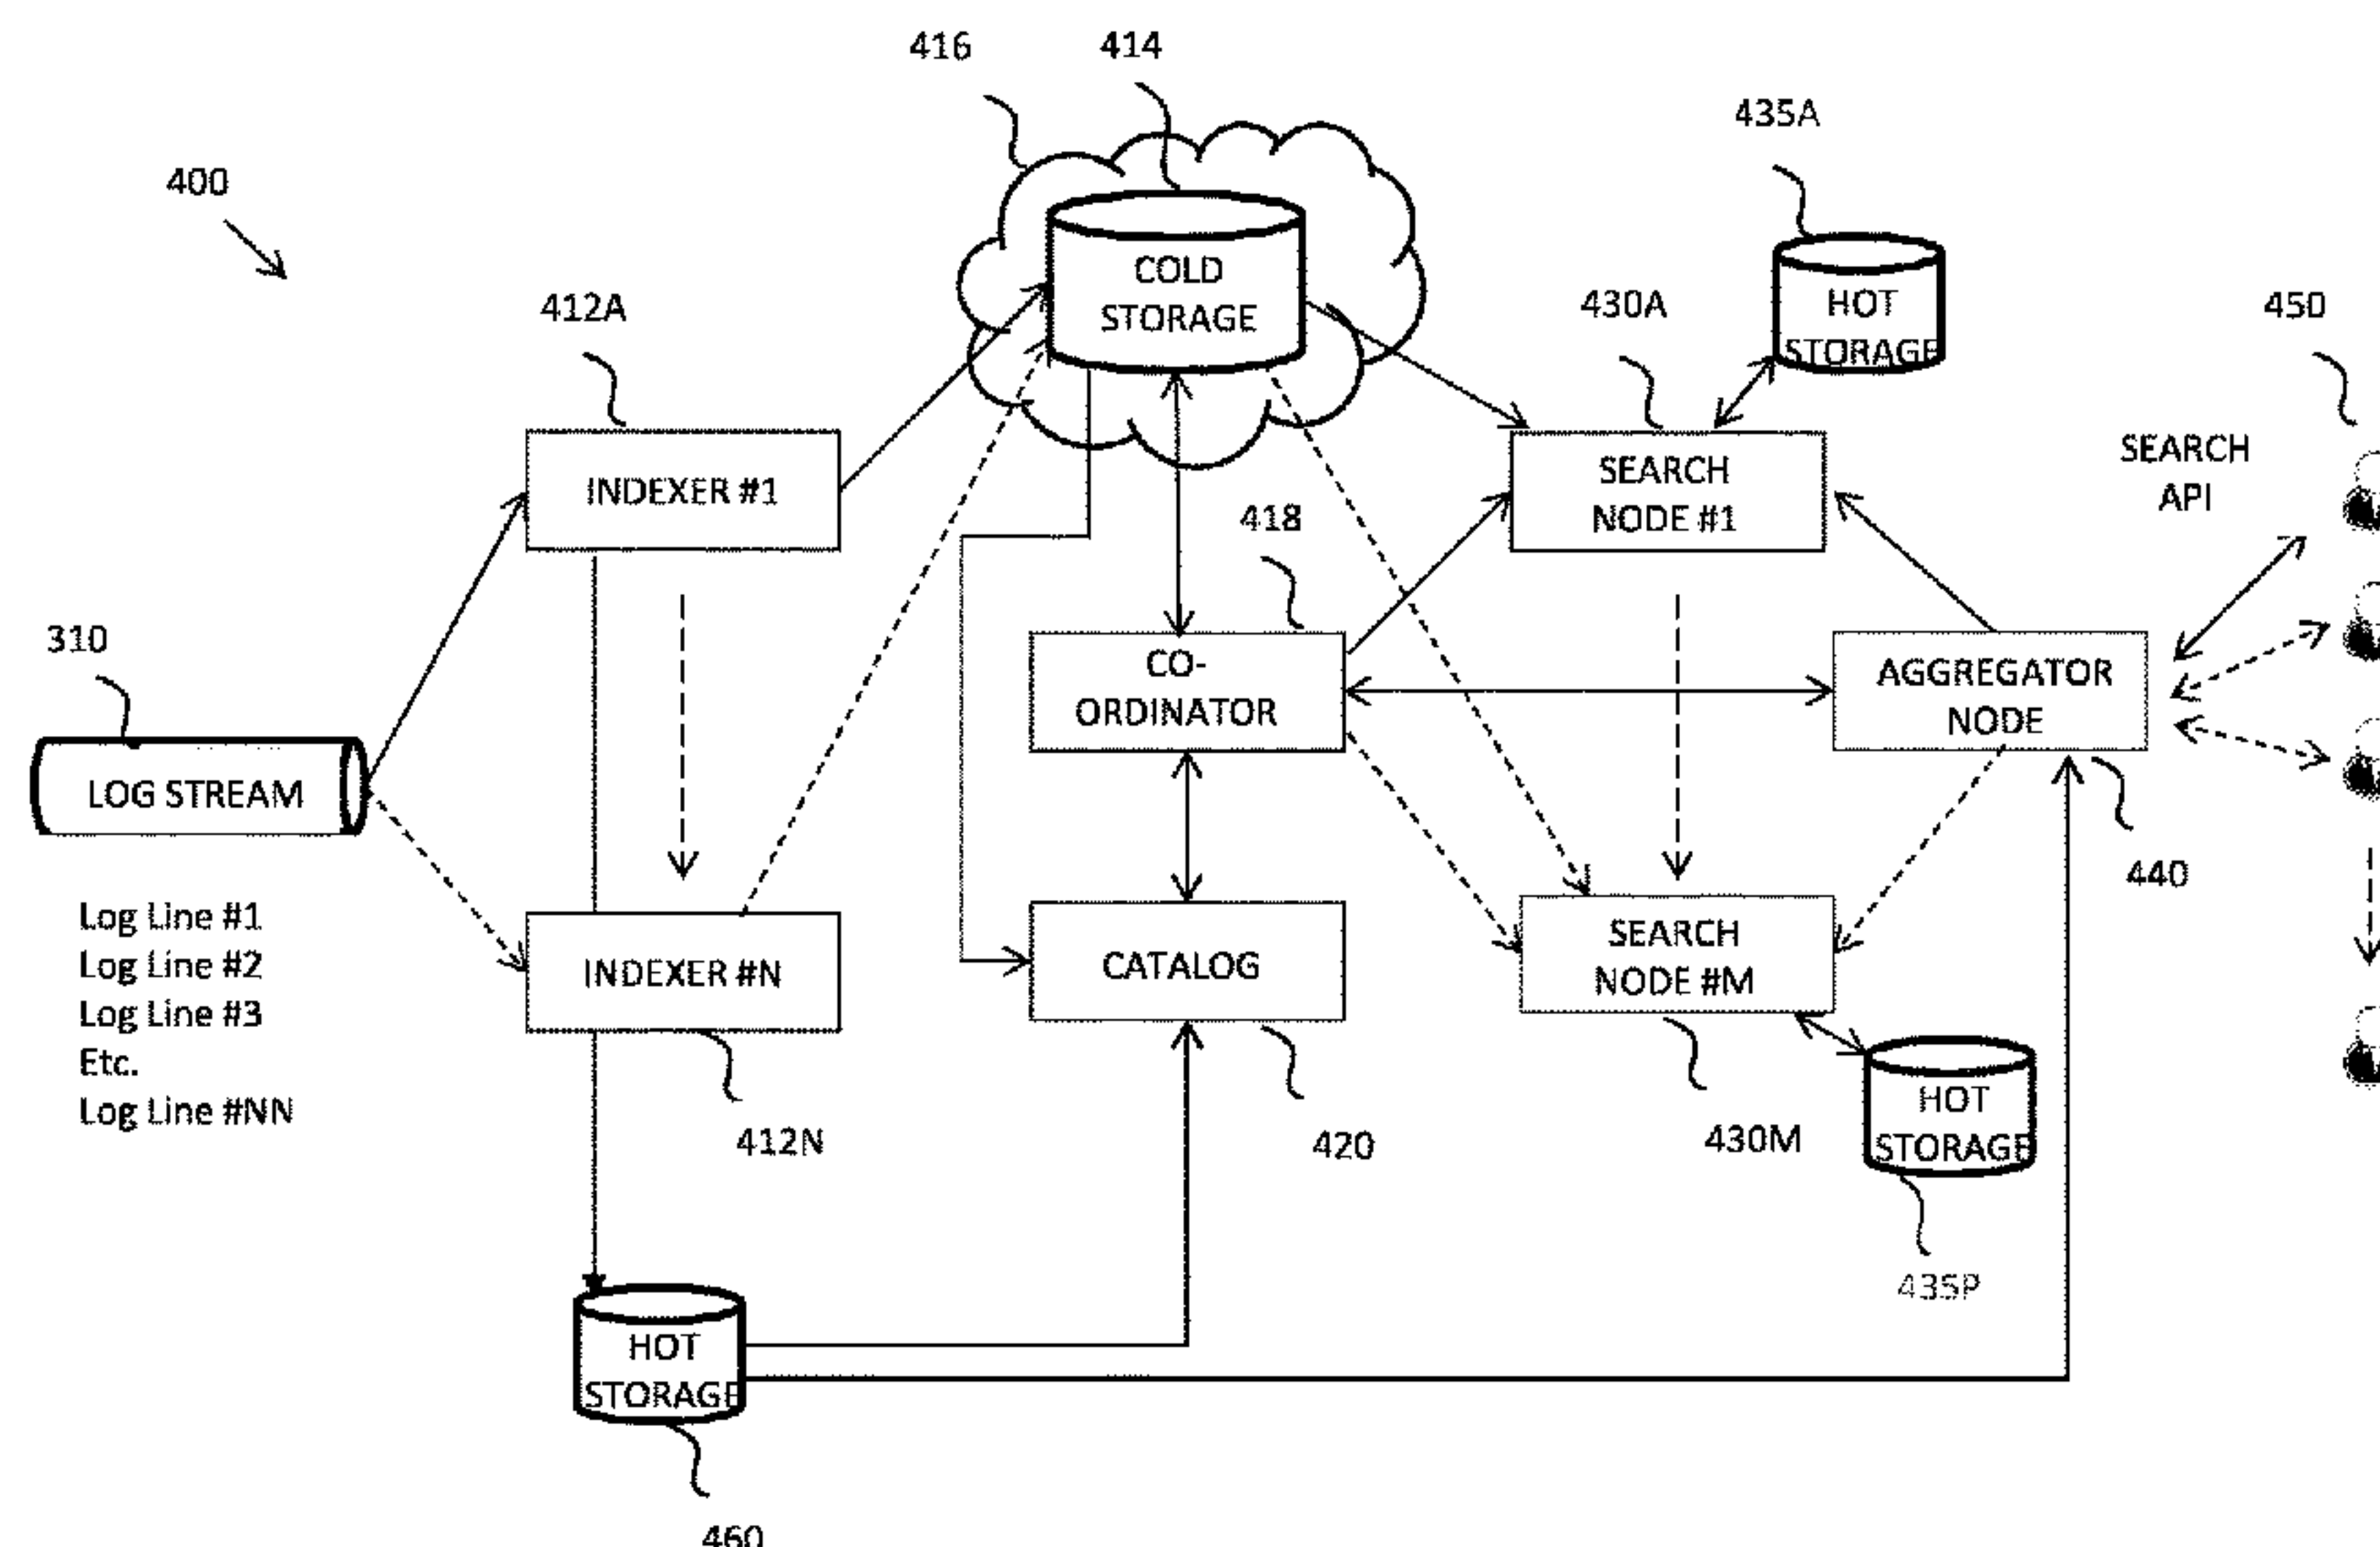 416
414
435A
400
COLD
STORAGE
412A
430A
HOT
STORAGE
450
INDEXER #1
SEARCH
NODE #1
SEARCH
API
418
310
CO-
ORDINATOR
AGGREGATOR
NODE
LOG STREAM
440
Log Line #1
Log Line #2
Log Line #3
Etc.
Log Line #NN
INDEXER #N
CATALOG
SEARCH
NODE #M
412N
420
430M
HOT
STORAGE
435P
HOT
STORAGE
460